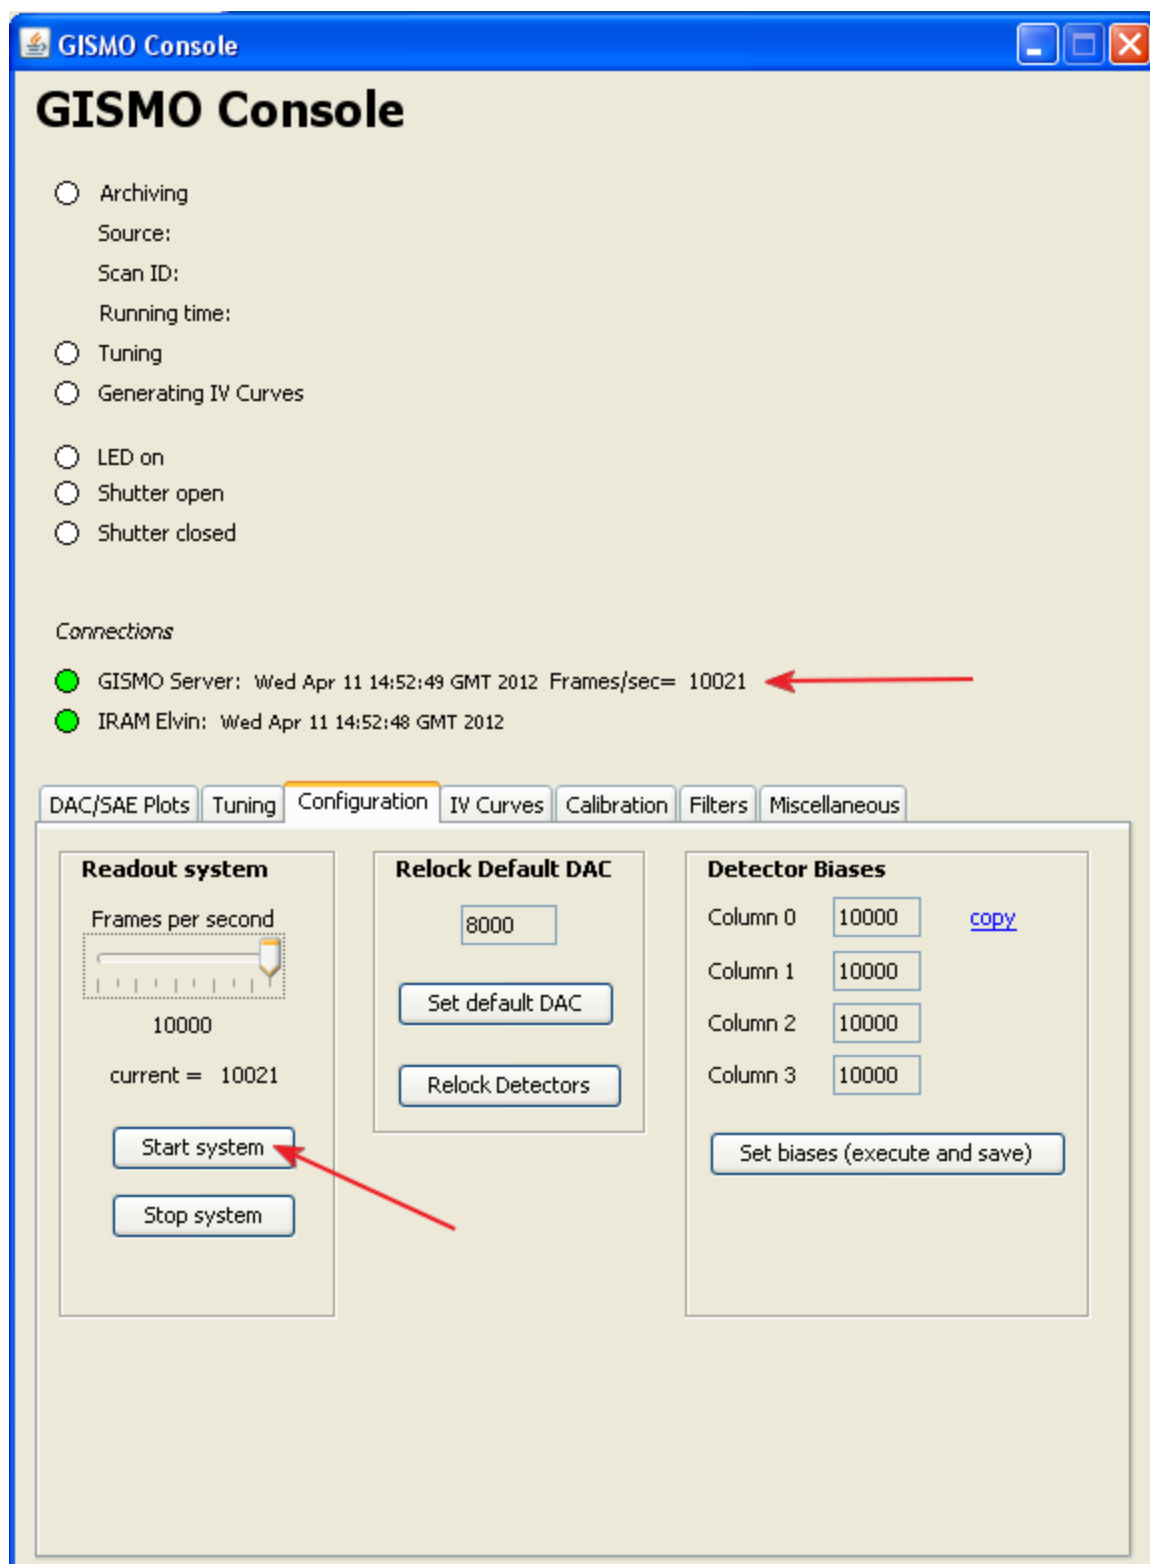 GISMO Console
GISMO Console
Archiving
Source:
Scan ID:
Running time:
Tuning
Generating IV Curves
LED on
Shutter open
Shutter closed
Connections
GISMO Server: Wed Apr 11 14:52:49 GMT 2012 Frames/sec= 10021
IRAM Elvin: Wed Apr 11 14:52:48 GMT 2012
DAC/SAE Plots Tuning Configuration IV Curves Calibration Filters Miscellaneous
Readout system
Frames per second
10000
current = 10021
Start system
Stop system
Relock Default DAC
8000
Set default DAC
Relock Detectors
Detector Biases
Column 0 10000 copy
Column 1 10000
Column 2 10000
Column 3 10000
Set biases (execute and save)